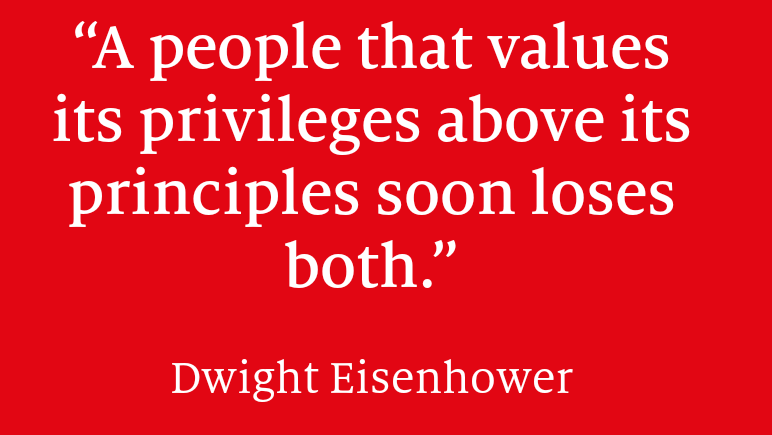 “A people that values
its privileges above its
principles soon loses
both.”
Dwight Eisenhower